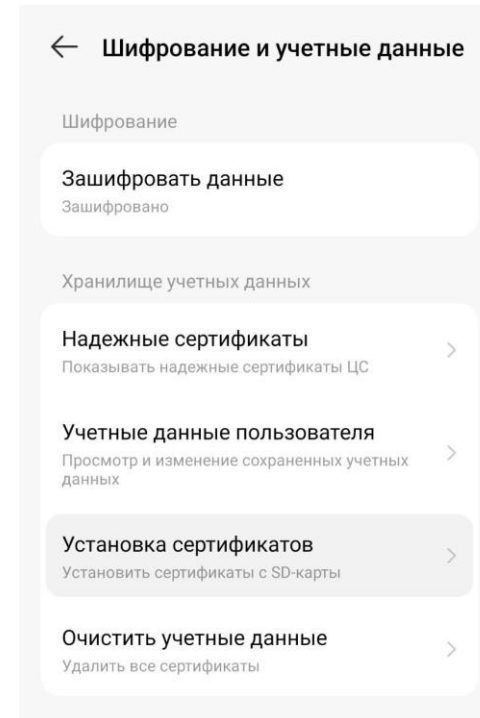 Шифрование и учетные данные
Шифрование
Зашифровать данные
Зашифровано
Хранилище учетных данных
Надежные сертификаты
Показывать надежные сертификаты ЦС
Учетные данные пользователя
Просмотр и изменение сохраненных учетных
данных
Установка сертификатов
Установить сертификаты с SD-карты
Очистить учетные данные
Удалить все сертификаты